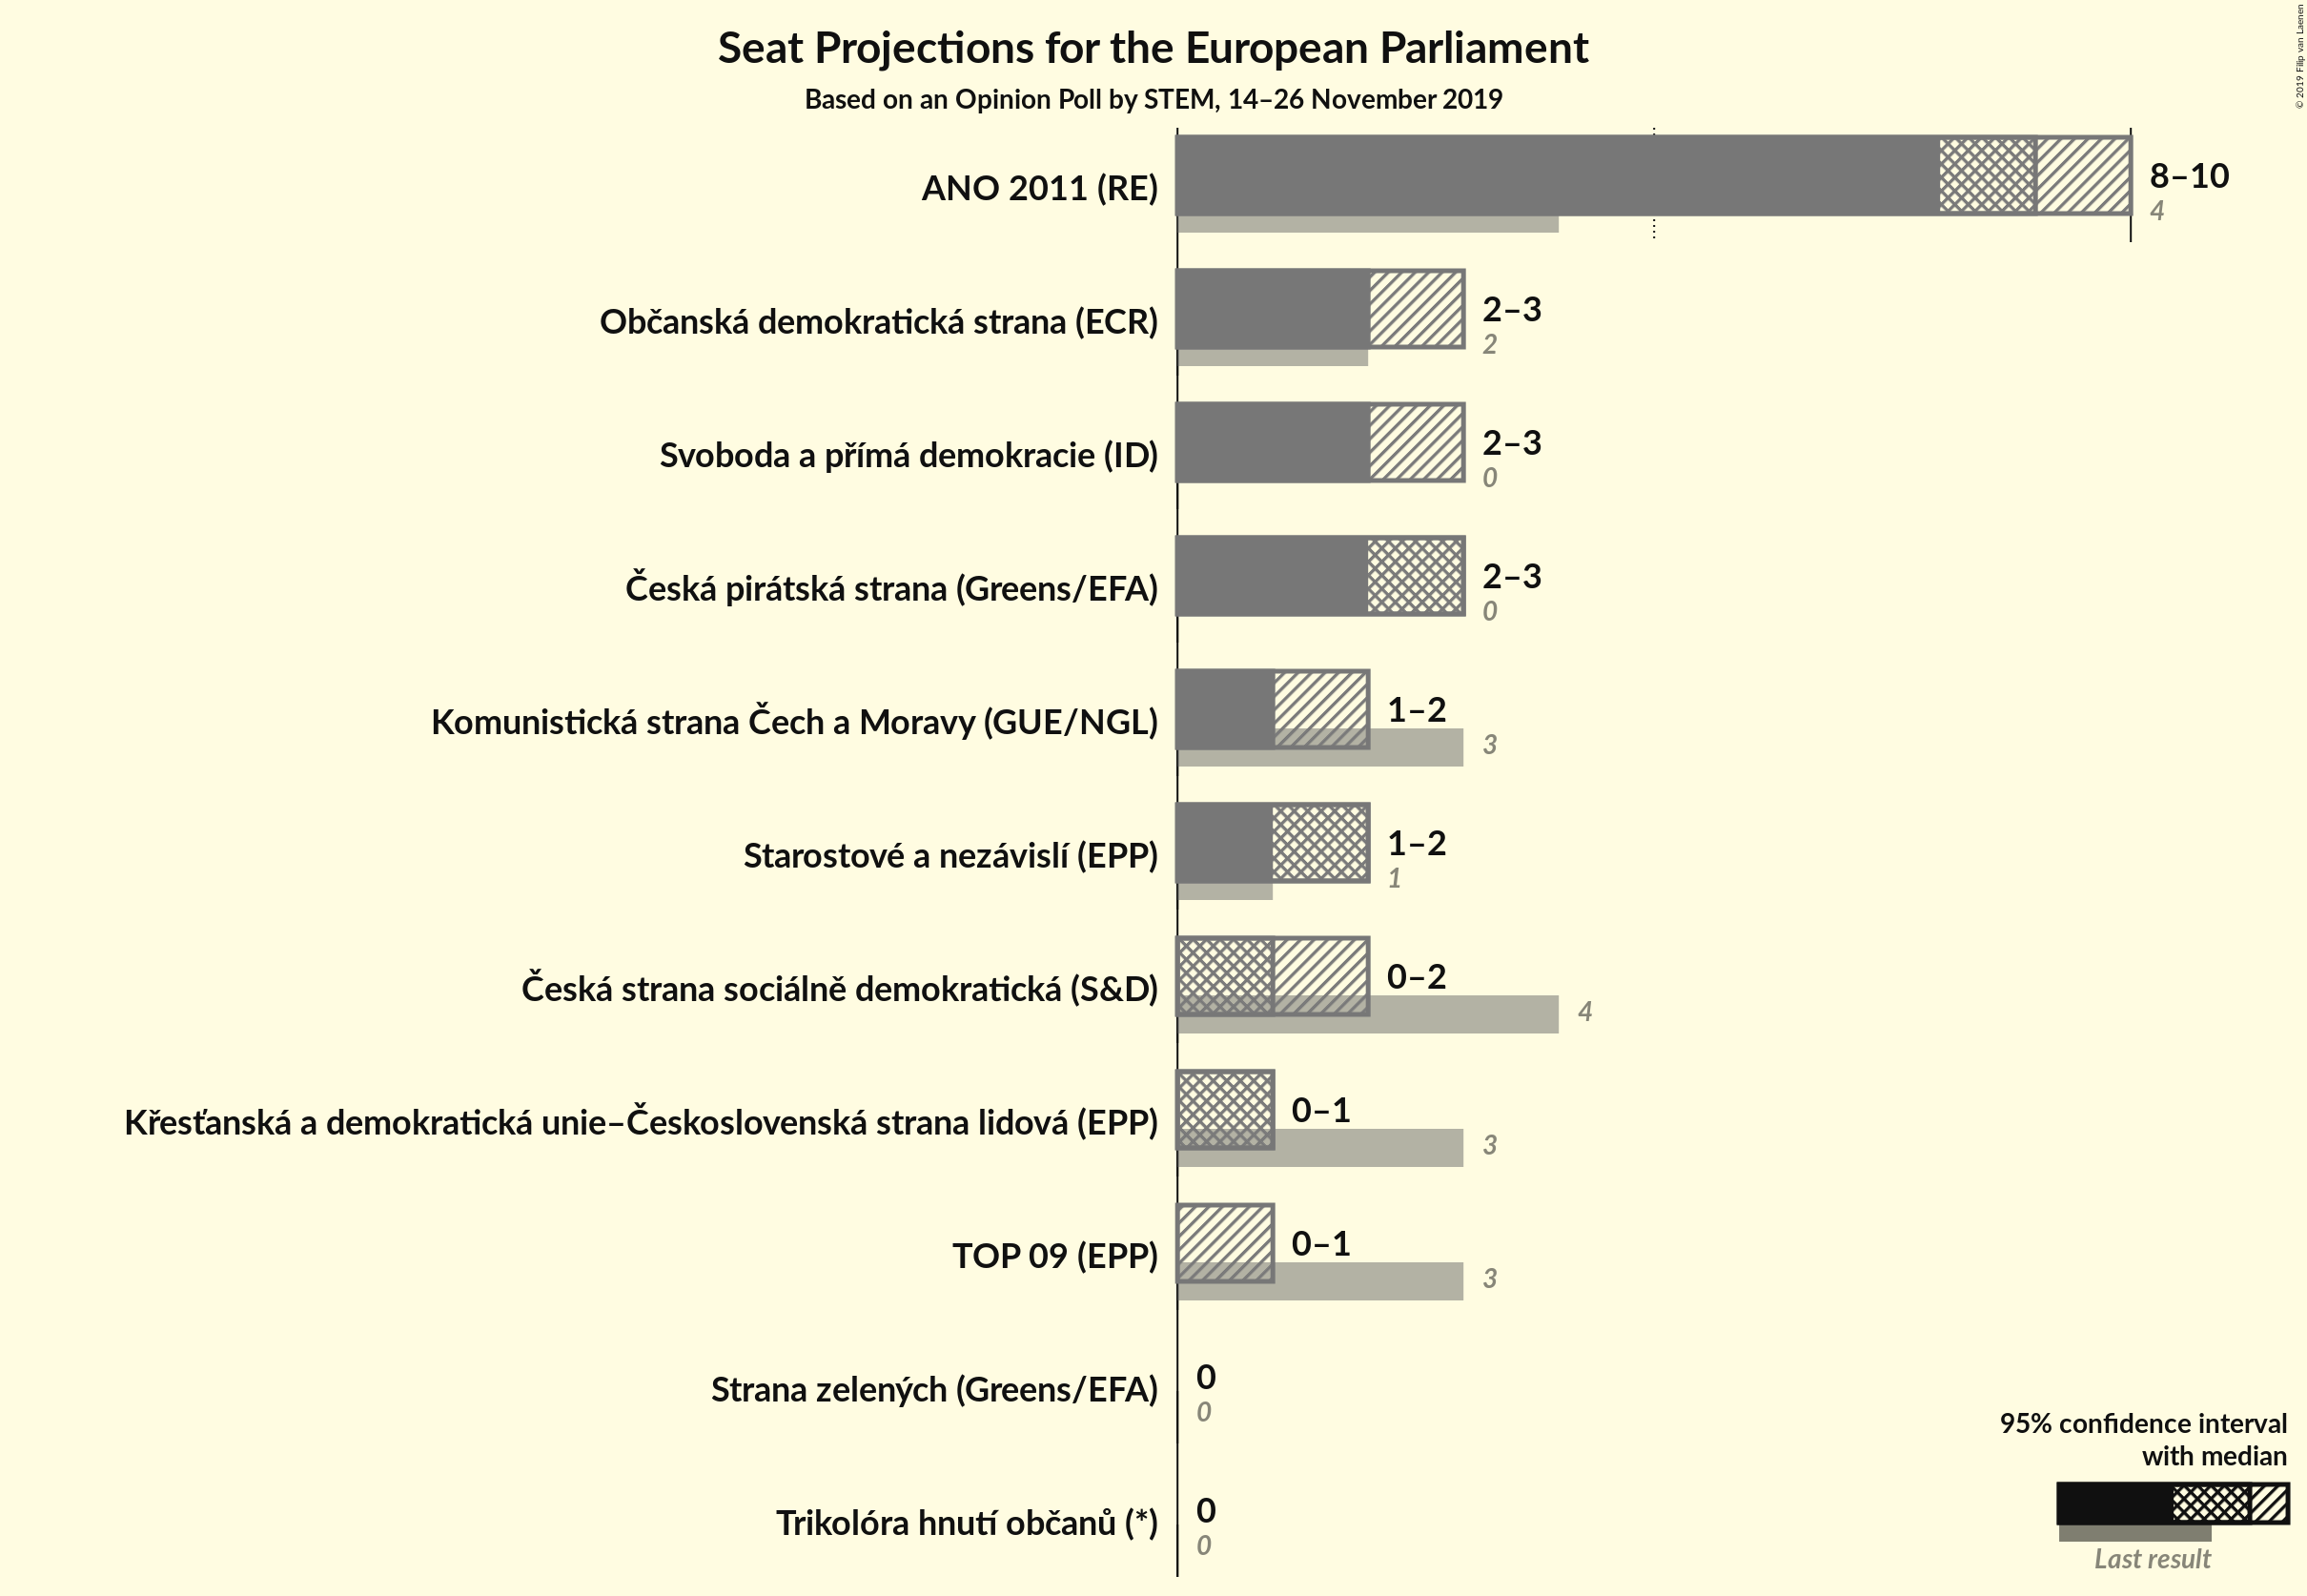 Seat Projections for the European Parliament
Based on an Opinion Poll by STEM, 14–26 November 2019
© 2019 Filip van Laenen
ANO 2011 (RE)
8–10
4
Občanská demokratická strana (ECR)
2–3
2
Svoboda a přímá demokracie (ID)
2–3
0
Česká pirátská strana (Greens/EFA)
2–3
0
Komunistická strana Čech a Moravy (GUE/NGL)
1–2
3
Starostové a nezávislí (EPP)
1–2
1
Česká strana sociálně demokratická (S&D)
0–2
4
Křesťanská a demokratická unie–Československá strana lidová (EPP)
0–1
3
TOP 09 (EPP)
0–1
3
Strana zelených (Greens/EFA)
0
0
Trikolóra hnutí občanů (*)
0
0
95% confidence interval
with median
Last result